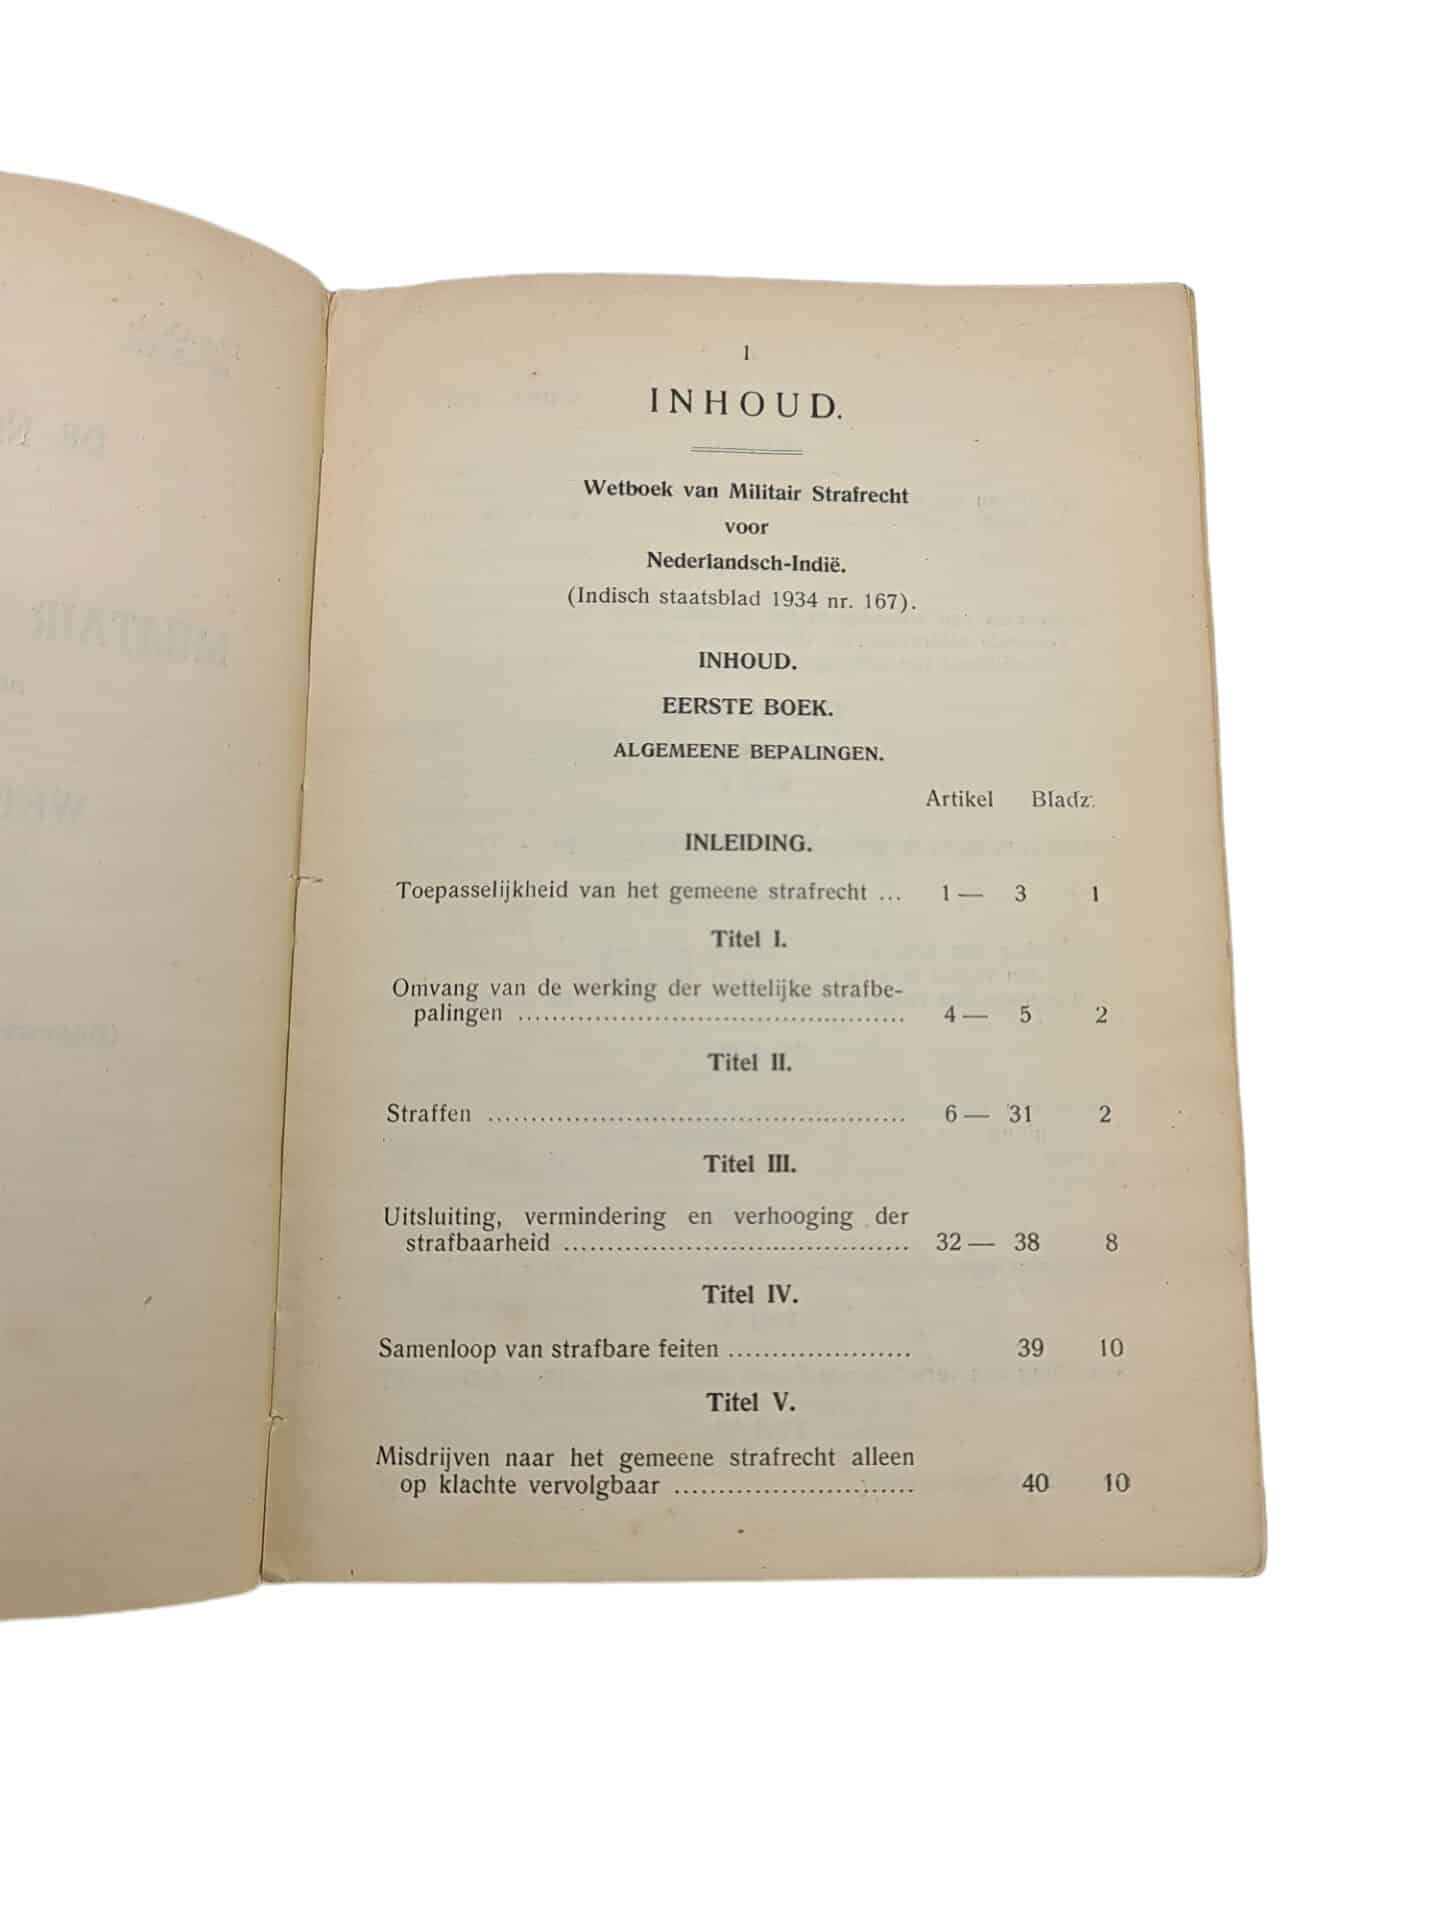 1
INHOUD.
Wetboek van Militair Strafrecht
voor
Nederlandsch-Indië.
(Indisch staatsblad 1934 nr. 167).
INHOUD.
EERSTE BOEK.
ALGEMEENE BEPALINGEN.
Artikel Bladz.
INLEIDING.
Toepasselijkheid van het gemeene strafrecht ... 1 — 3 1
Titel I.
Omvang van de werking der wettelijke strafbe-
palingen ............................................. 4 — 5 2
Titel II.
Straffen ................................................ 6 — 31 2
Titel III.
Uitsluiting, vermindering en verhooging der
strafbaarheid ........................................ 32 — 38 8
Titel IV.
Samenloop van strafbare feiten ..................... 39 10
Titel V.
Misdrijven naar het gemeene strafrecht alleen
op klachte vervolgbaar ............................ 40 10